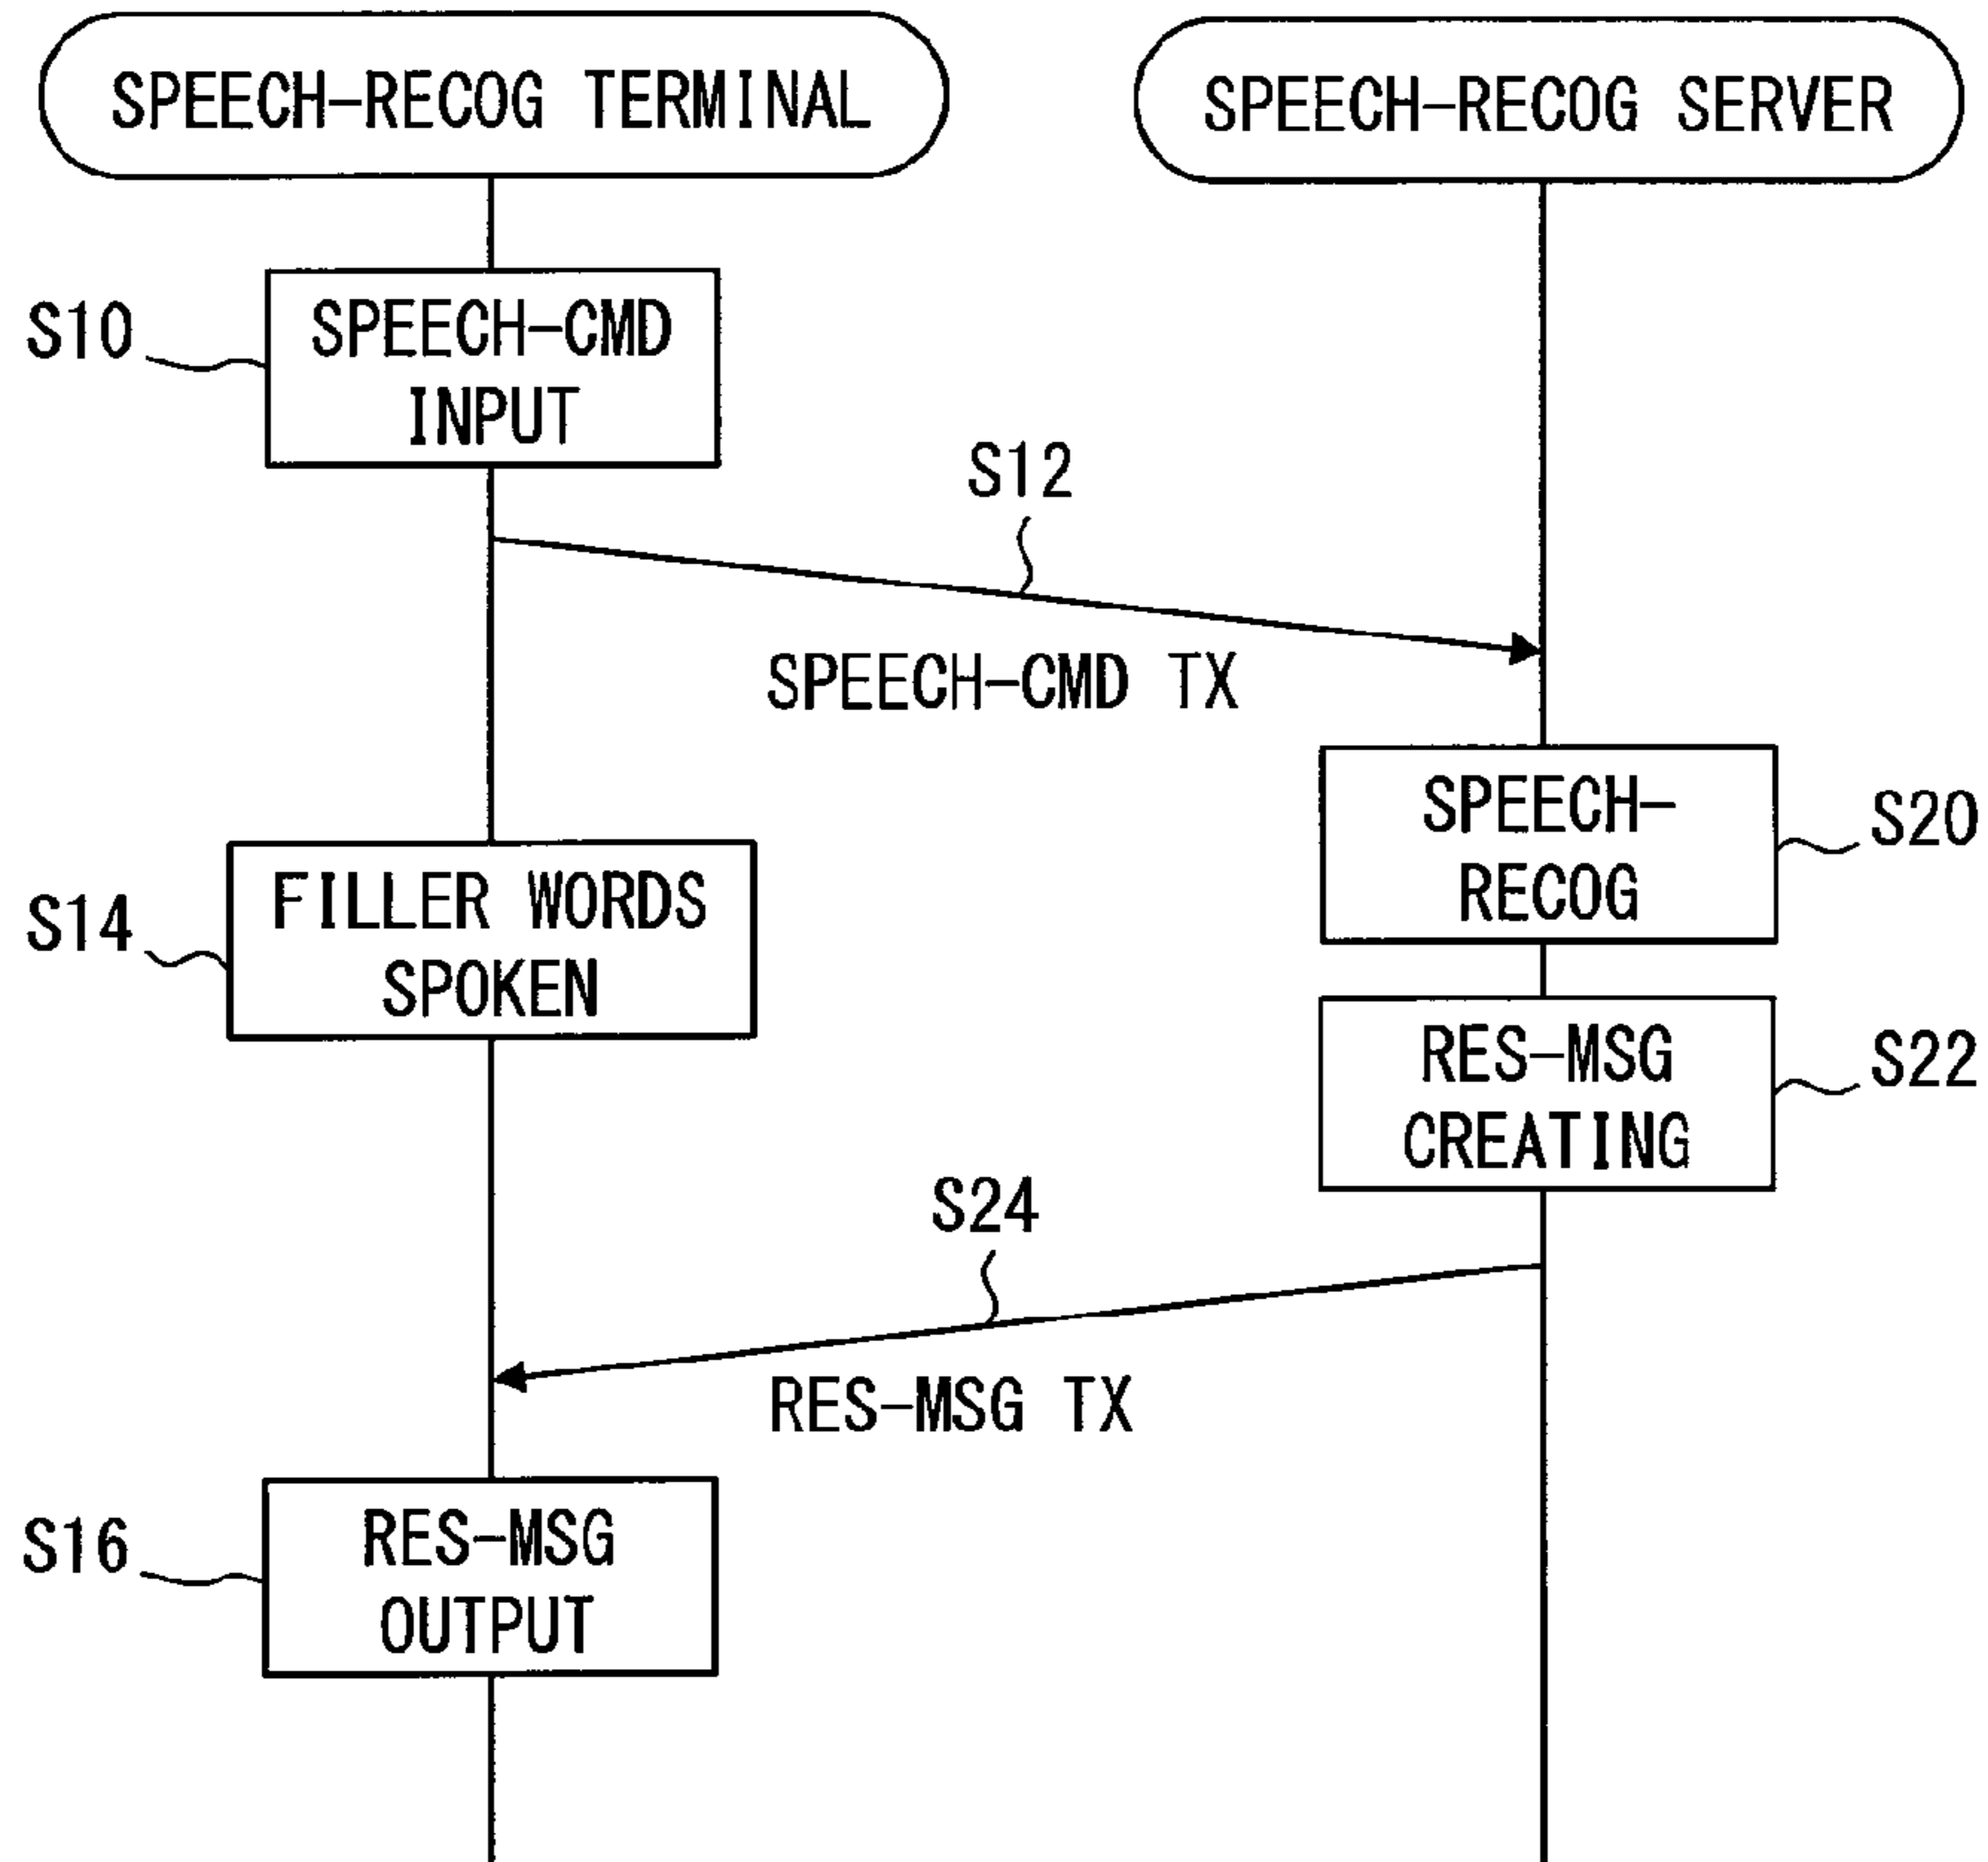 SPEECH-RECOG TERMINAL
SPEECH-RECOG SERVER
S10
SPEECH-CMD
INPUT
S12
SPEECH-CMD TX
SPEECH-
RECOG
S20
S14
FILLER WORDS
SPOKEN
RES-MSG
CREATING
S22
S24
RES-MSG TX
S16
RES-MSG
OUTPUT